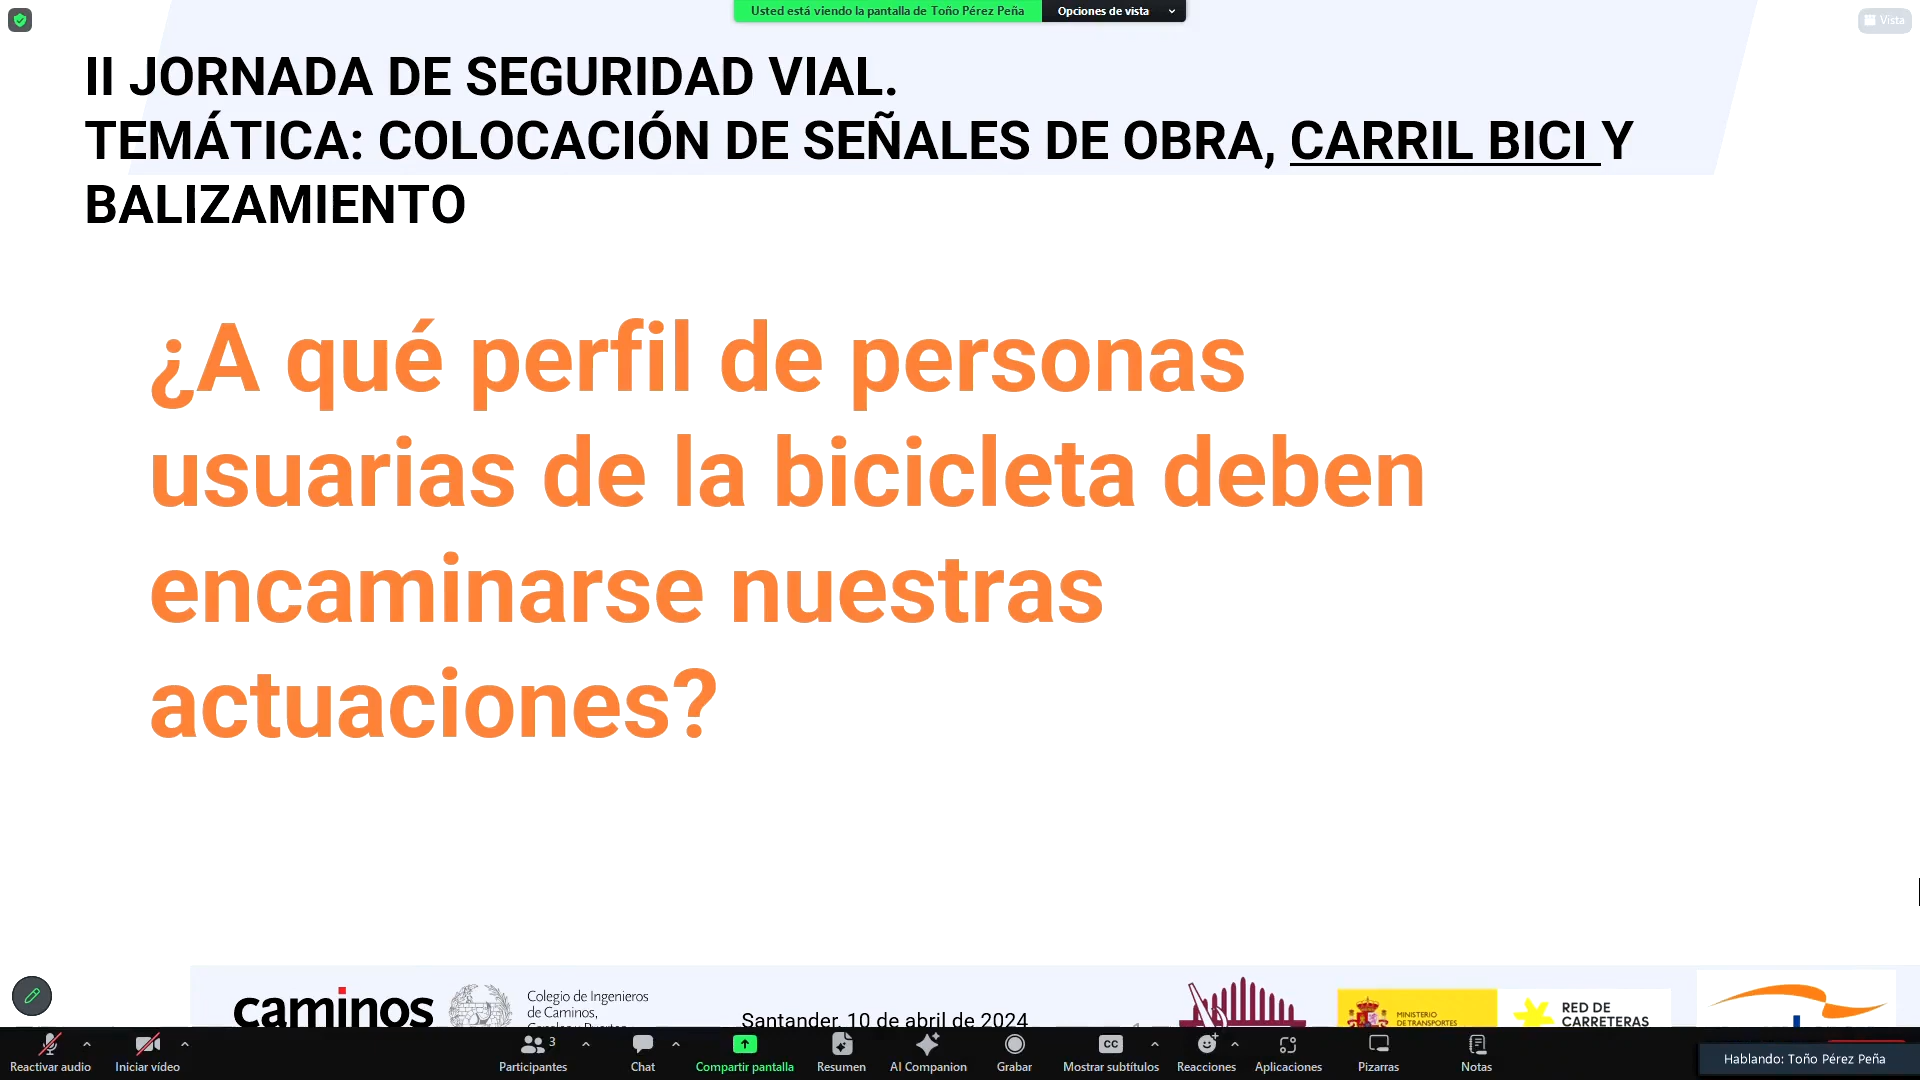 Usted está viendo la pantalla de Toño Pérez Peña
Opciones de vista
Vista
II JORNADA DE SEGURIDAD VIAL.
TEMÁTICA: COLOCACIÓN DE SEÑALES DE OBRA, CARRIL BICI Y
BALIZAMIENTO
¿A qué perfil de personas
usuarias de la bicicleta deben
encaminarse nuestras
actuaciones?
caminos
Colegio de Ingenieros
de Caminos,
Santander, 10 de abril de 2024
MINISTERIO
DE TRANSPORTES
RED DE
CARRETERAS
Reactivar audio
Iniciar vídeo
Participantes
3
Chat
Compartir pantalla
Resumen
AI Companion
Grabar
CC
Mostrar subtítulos
Reacciones
Aplicaciones
Pizarras
Notas
Hablando: Toño Pérez Peña